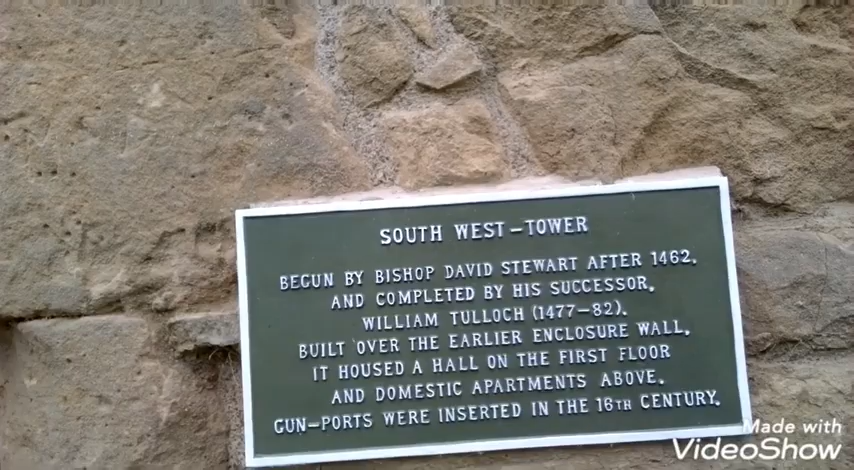 SOUTH WEST-TOWER
BEGUN BY BISHOP DAVID STEWART AFTER 1462,
AND COMPLETED BY HIS SUCCESSOR,
WILLIAM TULLOCH (1477-82).
BUILT OVER THE EARLIER ENCLOSURE WALL,
IT HOUSED A HALL ON THE FIRST FLOOR
AND DOMESTIC APARTMENTS ABOVE.
GUN-PORTS WERE INSERTED IN THE 16TH CENTURY.
Made with
VideoShow